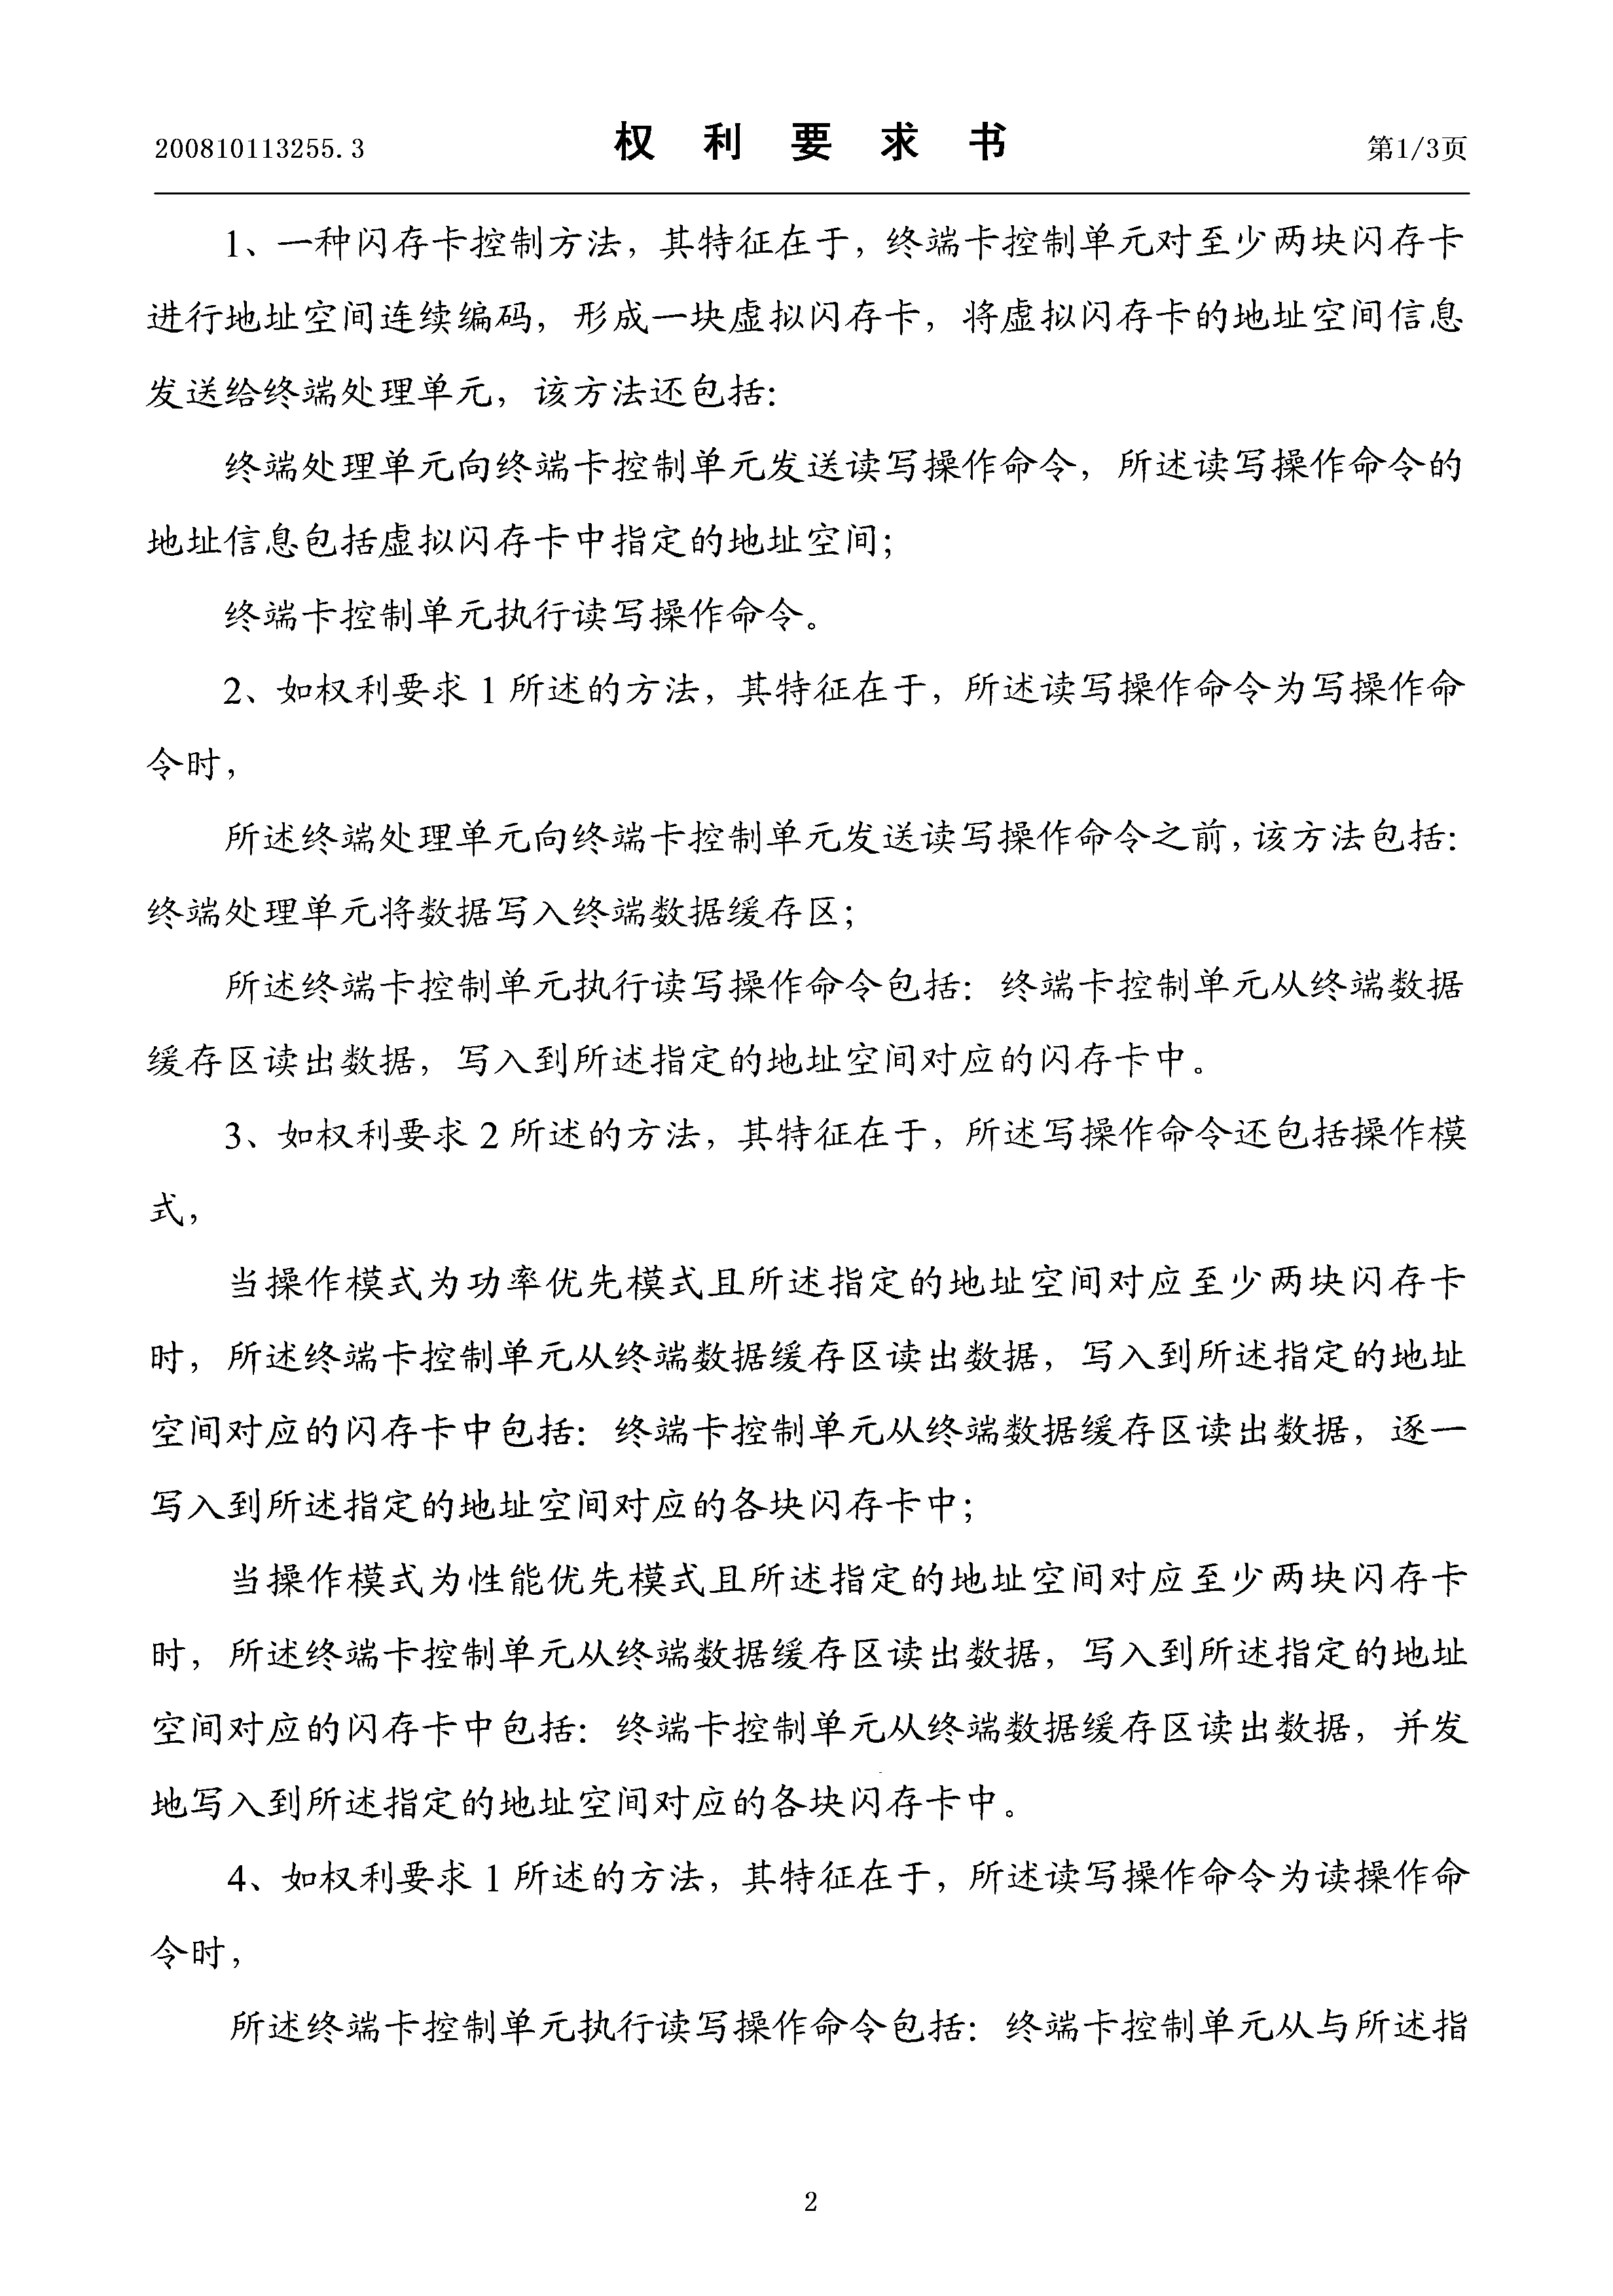 200810113255.3
权利要求书
第1/3页
1、一种闪存卡控制方法，其特征在于，终端卡控制单元对至少两块闪存卡
进行地址空间连续编码，形成一块虚拟闪存卡，将虚拟闪存卡的地址空间信息
发送给终端处理单元，该方法还包括：
终端处理单元向终端卡控制单元发送读写操作命令，所述读写操作命令的
地址信息包括虚拟闪存卡中指定的地址空间；
终端卡控制单元执行读写操作命令。
2、如权利要求 1 所述的方法，其特征在于，所述读写操作命令为写操作命
令时，
所述终端处理单元向终端卡控制单元发送读写操作命令之前，该方法包括：
终端处理单元将数据写入终端数据缓存区；
所述终端卡控制单元执行读写操作命令包括：终端卡控制单元从终端数据
缓存区读出数据，写入到所述指定的地址空间对应的闪存卡中。
3、如权利要求 2 所述的方法，其特征在于，所述写操作命令还包括操作模
式，
当操作模式为功率优先模式且所述指定的地址空间对应至少两块闪存卡
时，所述终端卡控制单元从终端数据缓存区读出数据，写入到所述指定的地址
空间对应的闪存卡中包括：终端卡控制单元从终端数据缓存区读出数据，逐一
写入到所述指定的地址空间对应的各块闪存卡中；
当操作模式为性能优先模式且所述指定的地址空间对应至少两块闪存卡
时，所述终端卡控制单元从终端数据缓存区读出数据，写入到所述指定的地址
空间对应的闪存卡中包括：终端卡控制单元从终端数据缓存区读出数据，并发
地写入到所述指定的地址空间对应的各块闪存卡中。
4、如权利要求 1 所述的方法，其特征在于，所述读写操作命令为读操作命
令时，
所述终端卡控制单元执行读写操作命令包括：终端卡控制单元从与所述指
2